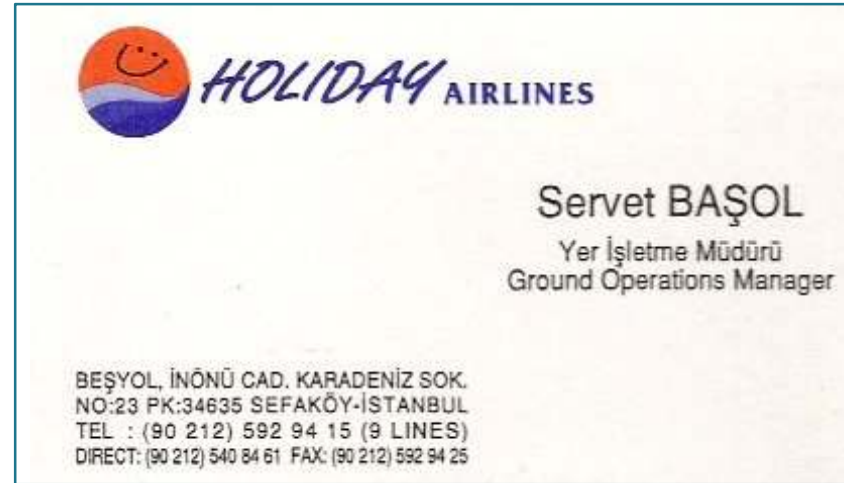 HOLIDAY AIRLINES
Servet BAŞOL
Yer İşletme Müdürü
Ground Operations Manager
BEŞYOL, İNÖNÜ CAD. KARADENİZ SOK.
NO:23 PK:34635 SEFAKÖY-İSTANBUL
TEL : (90 212) 592 94 15 (9 LINES)
DIRECT: (90 212) 540 84 61 FAX: (90 212) 592 94 25